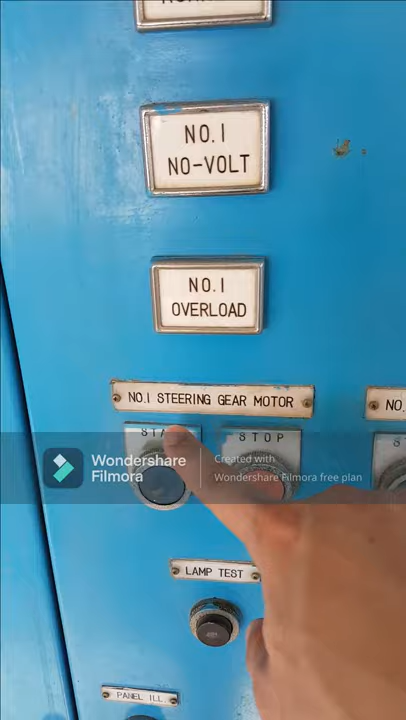 NO.1
NO-VOLT
NO.1
OVERLOAD
NO.1 STEERING GEAR MOTOR
NO.
STOP
Wondershare
Filmora
Created with
Wondershare Filmora free plan
LAMP TEST
PANEL ILL.